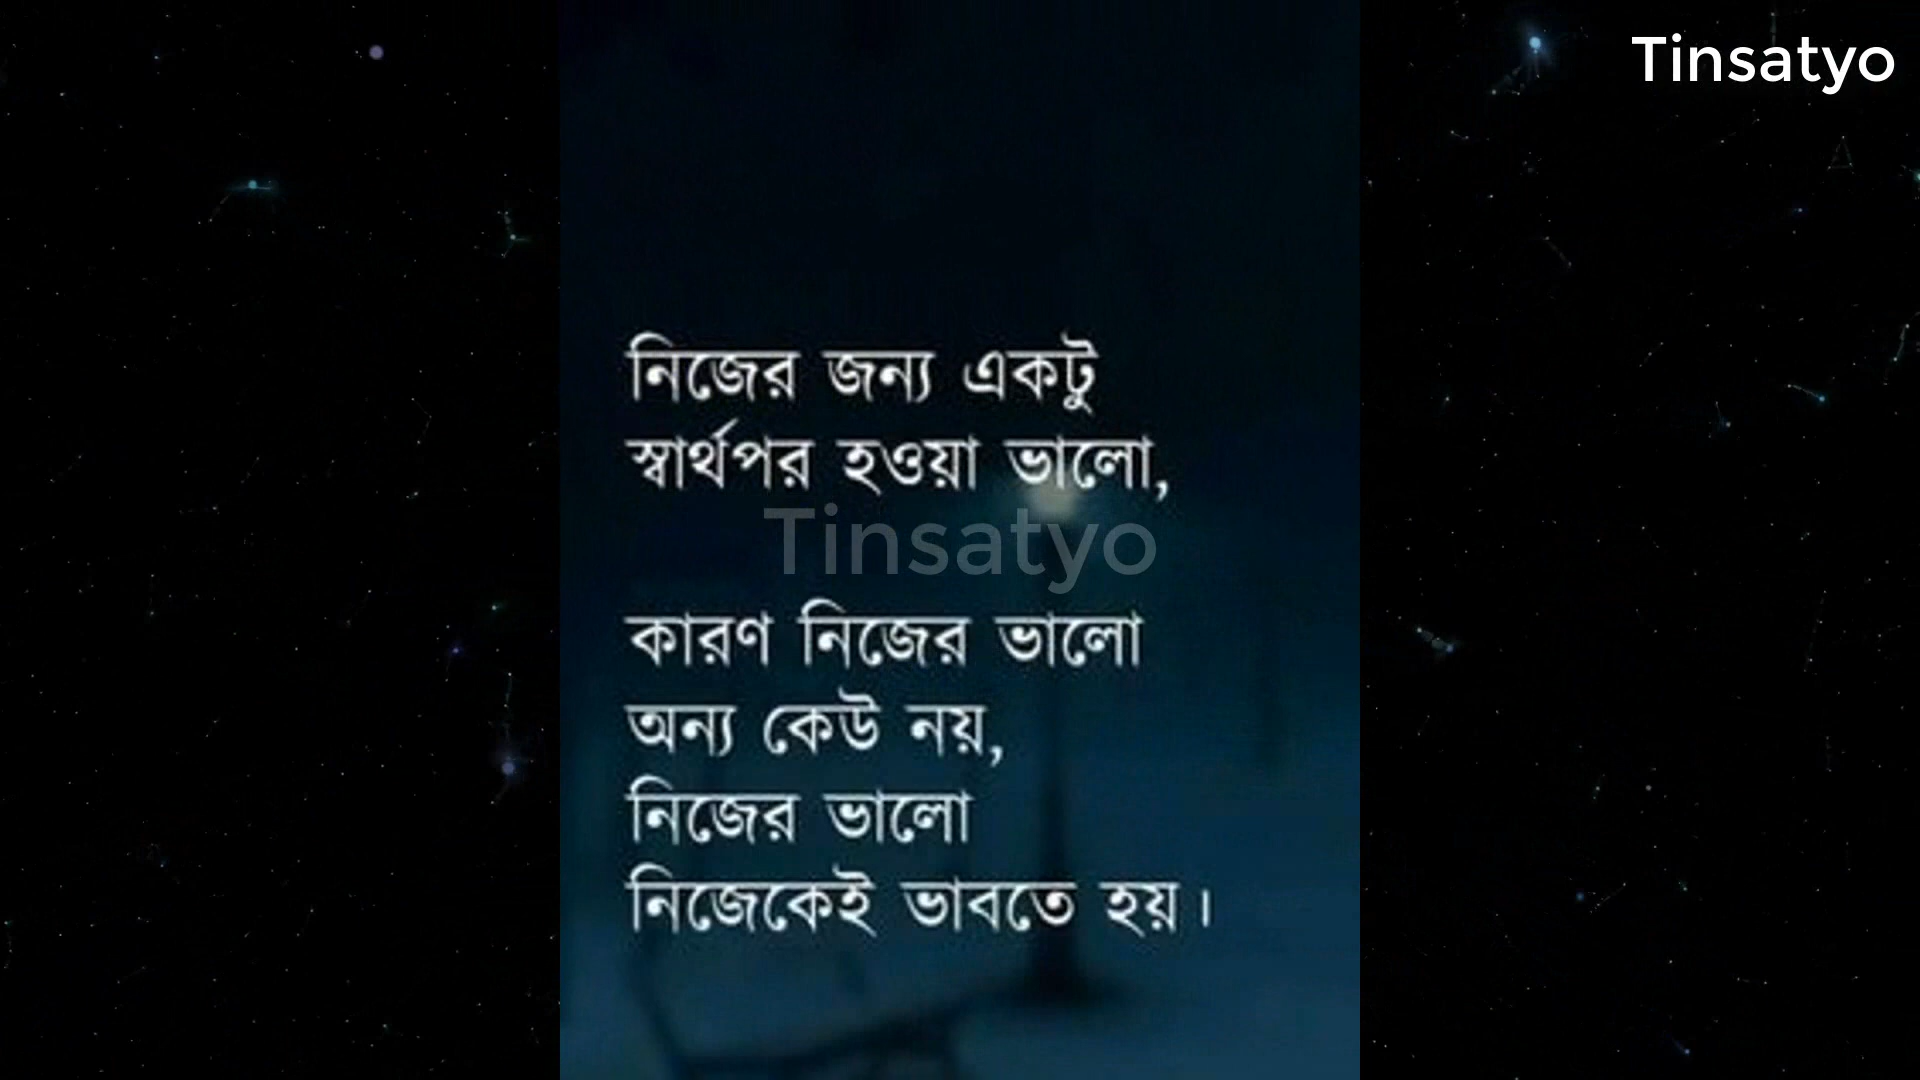 Tinsatyo
নিজের জন্য একটু
স্বার্থপর হওয়া ভালো,
Tinsatyo
কারণ নিজের ভালো
অন্য কেউ নয়,
নিজের ভালো
নিজেকেই ভাবতে হয়।